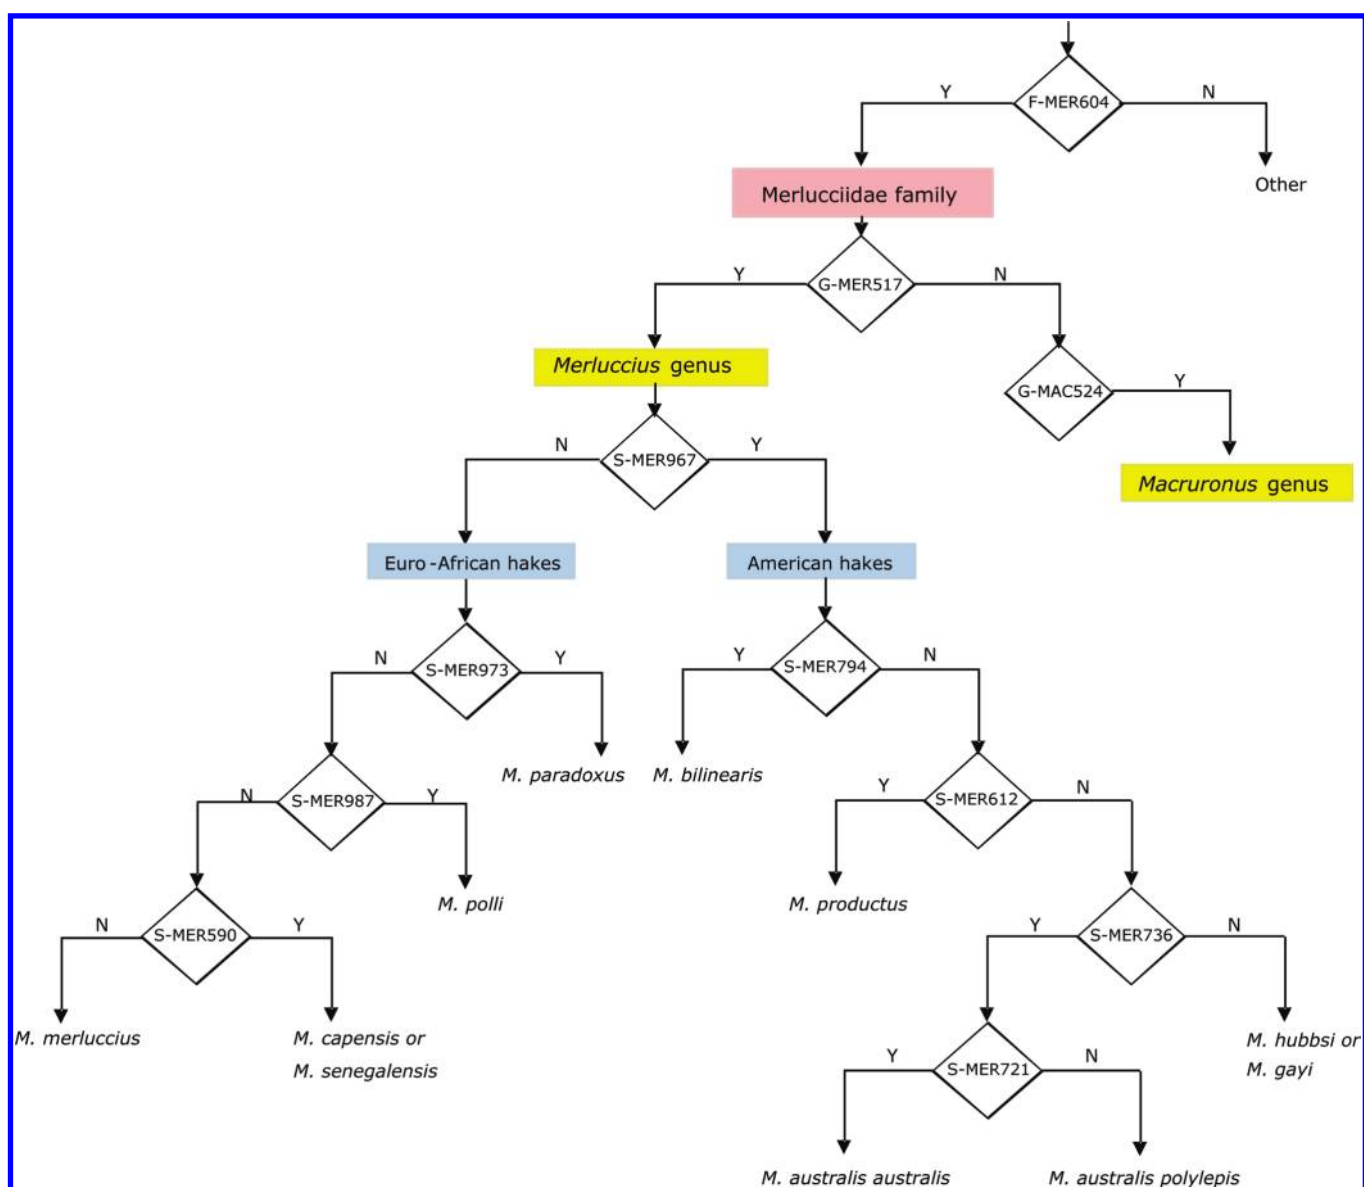 Y
F-MER604
N
Other
Merlucciidae family
Y
G-MER517
N
Merluccius genus
G-MAC524
Y
N
S-MER967
Y
Macruronus genus
Euro-African hakes
American hakes
N
S-MER973
Y
Y
S-MER794
N
M. paradoxus
M. bilinearis
N
S-MER987
Y
Y
S-MER612
N
M. polli
M. productus
N
S-MER590
Y
Y
S-MER736
N
M. merluccius
M. capensis or
M. senegalensis
M. hubbsi or
M. gayi
Y
S-MER721
N
M. australis australis
M. australis polylepis